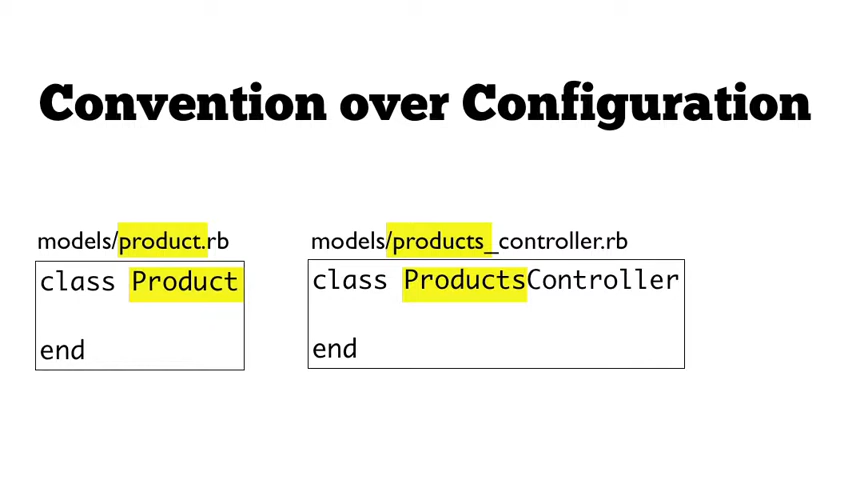 Convention over Configuration
models/product.rb
class Product
end
models/products_controller.rb
class ProductsController
end